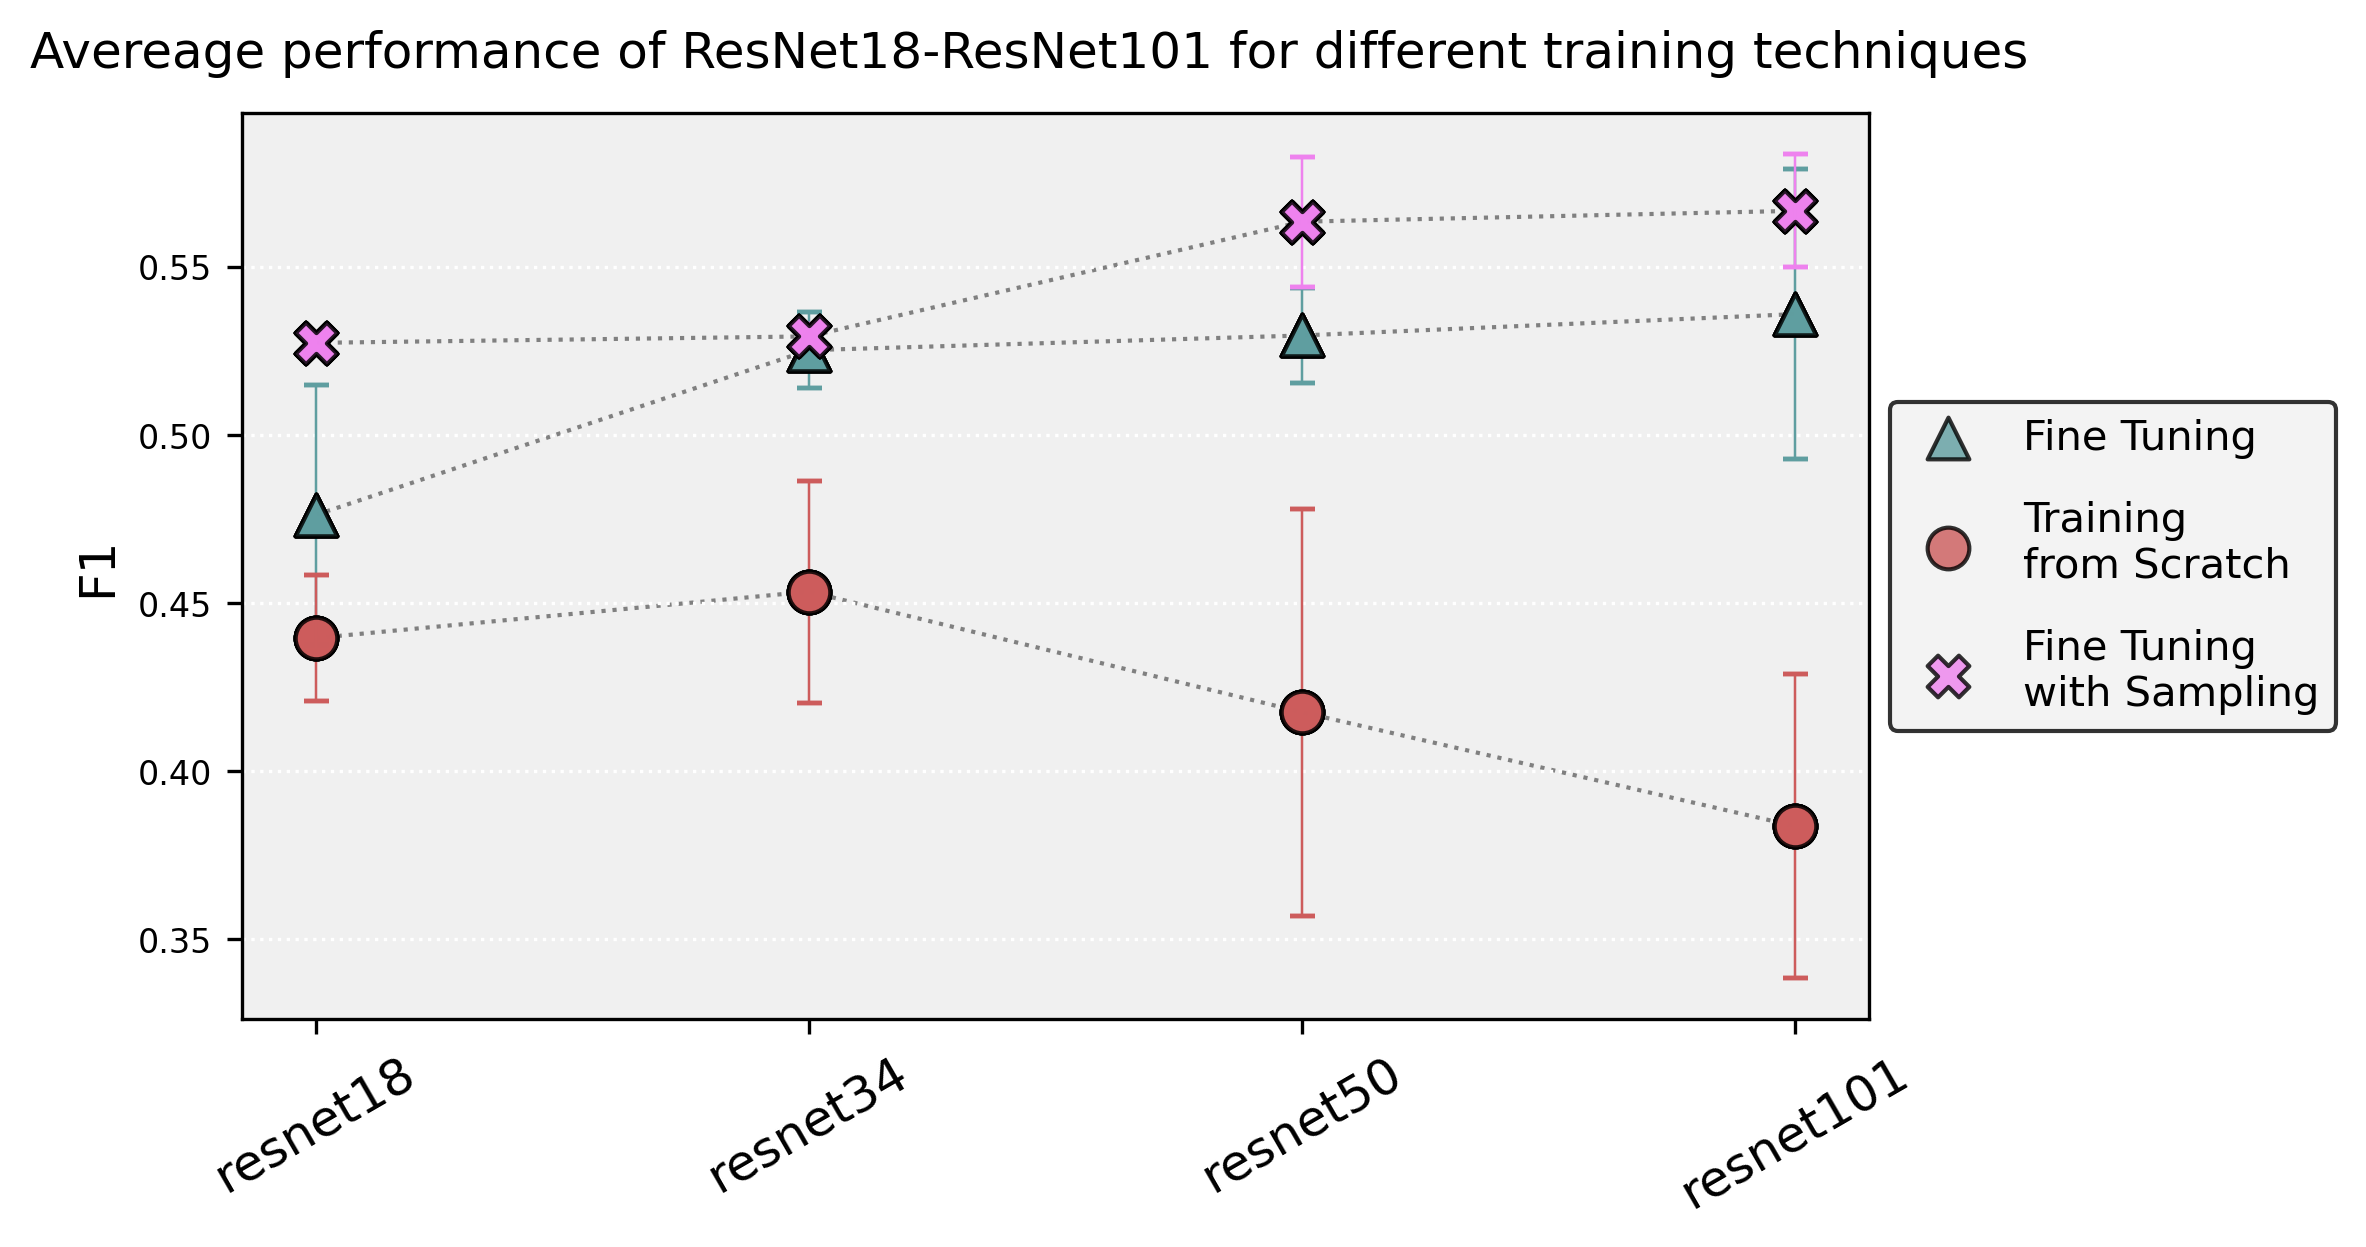 Avereage performance of ResNet18-ResNet101 for different training techniques
F1
0.55
0.50
0.45
0.40
0.35
resnet18
resnet34
resnet50
resnet101
Fine Tuning
Training
from Scratch
Fine Tuning
with Sampling